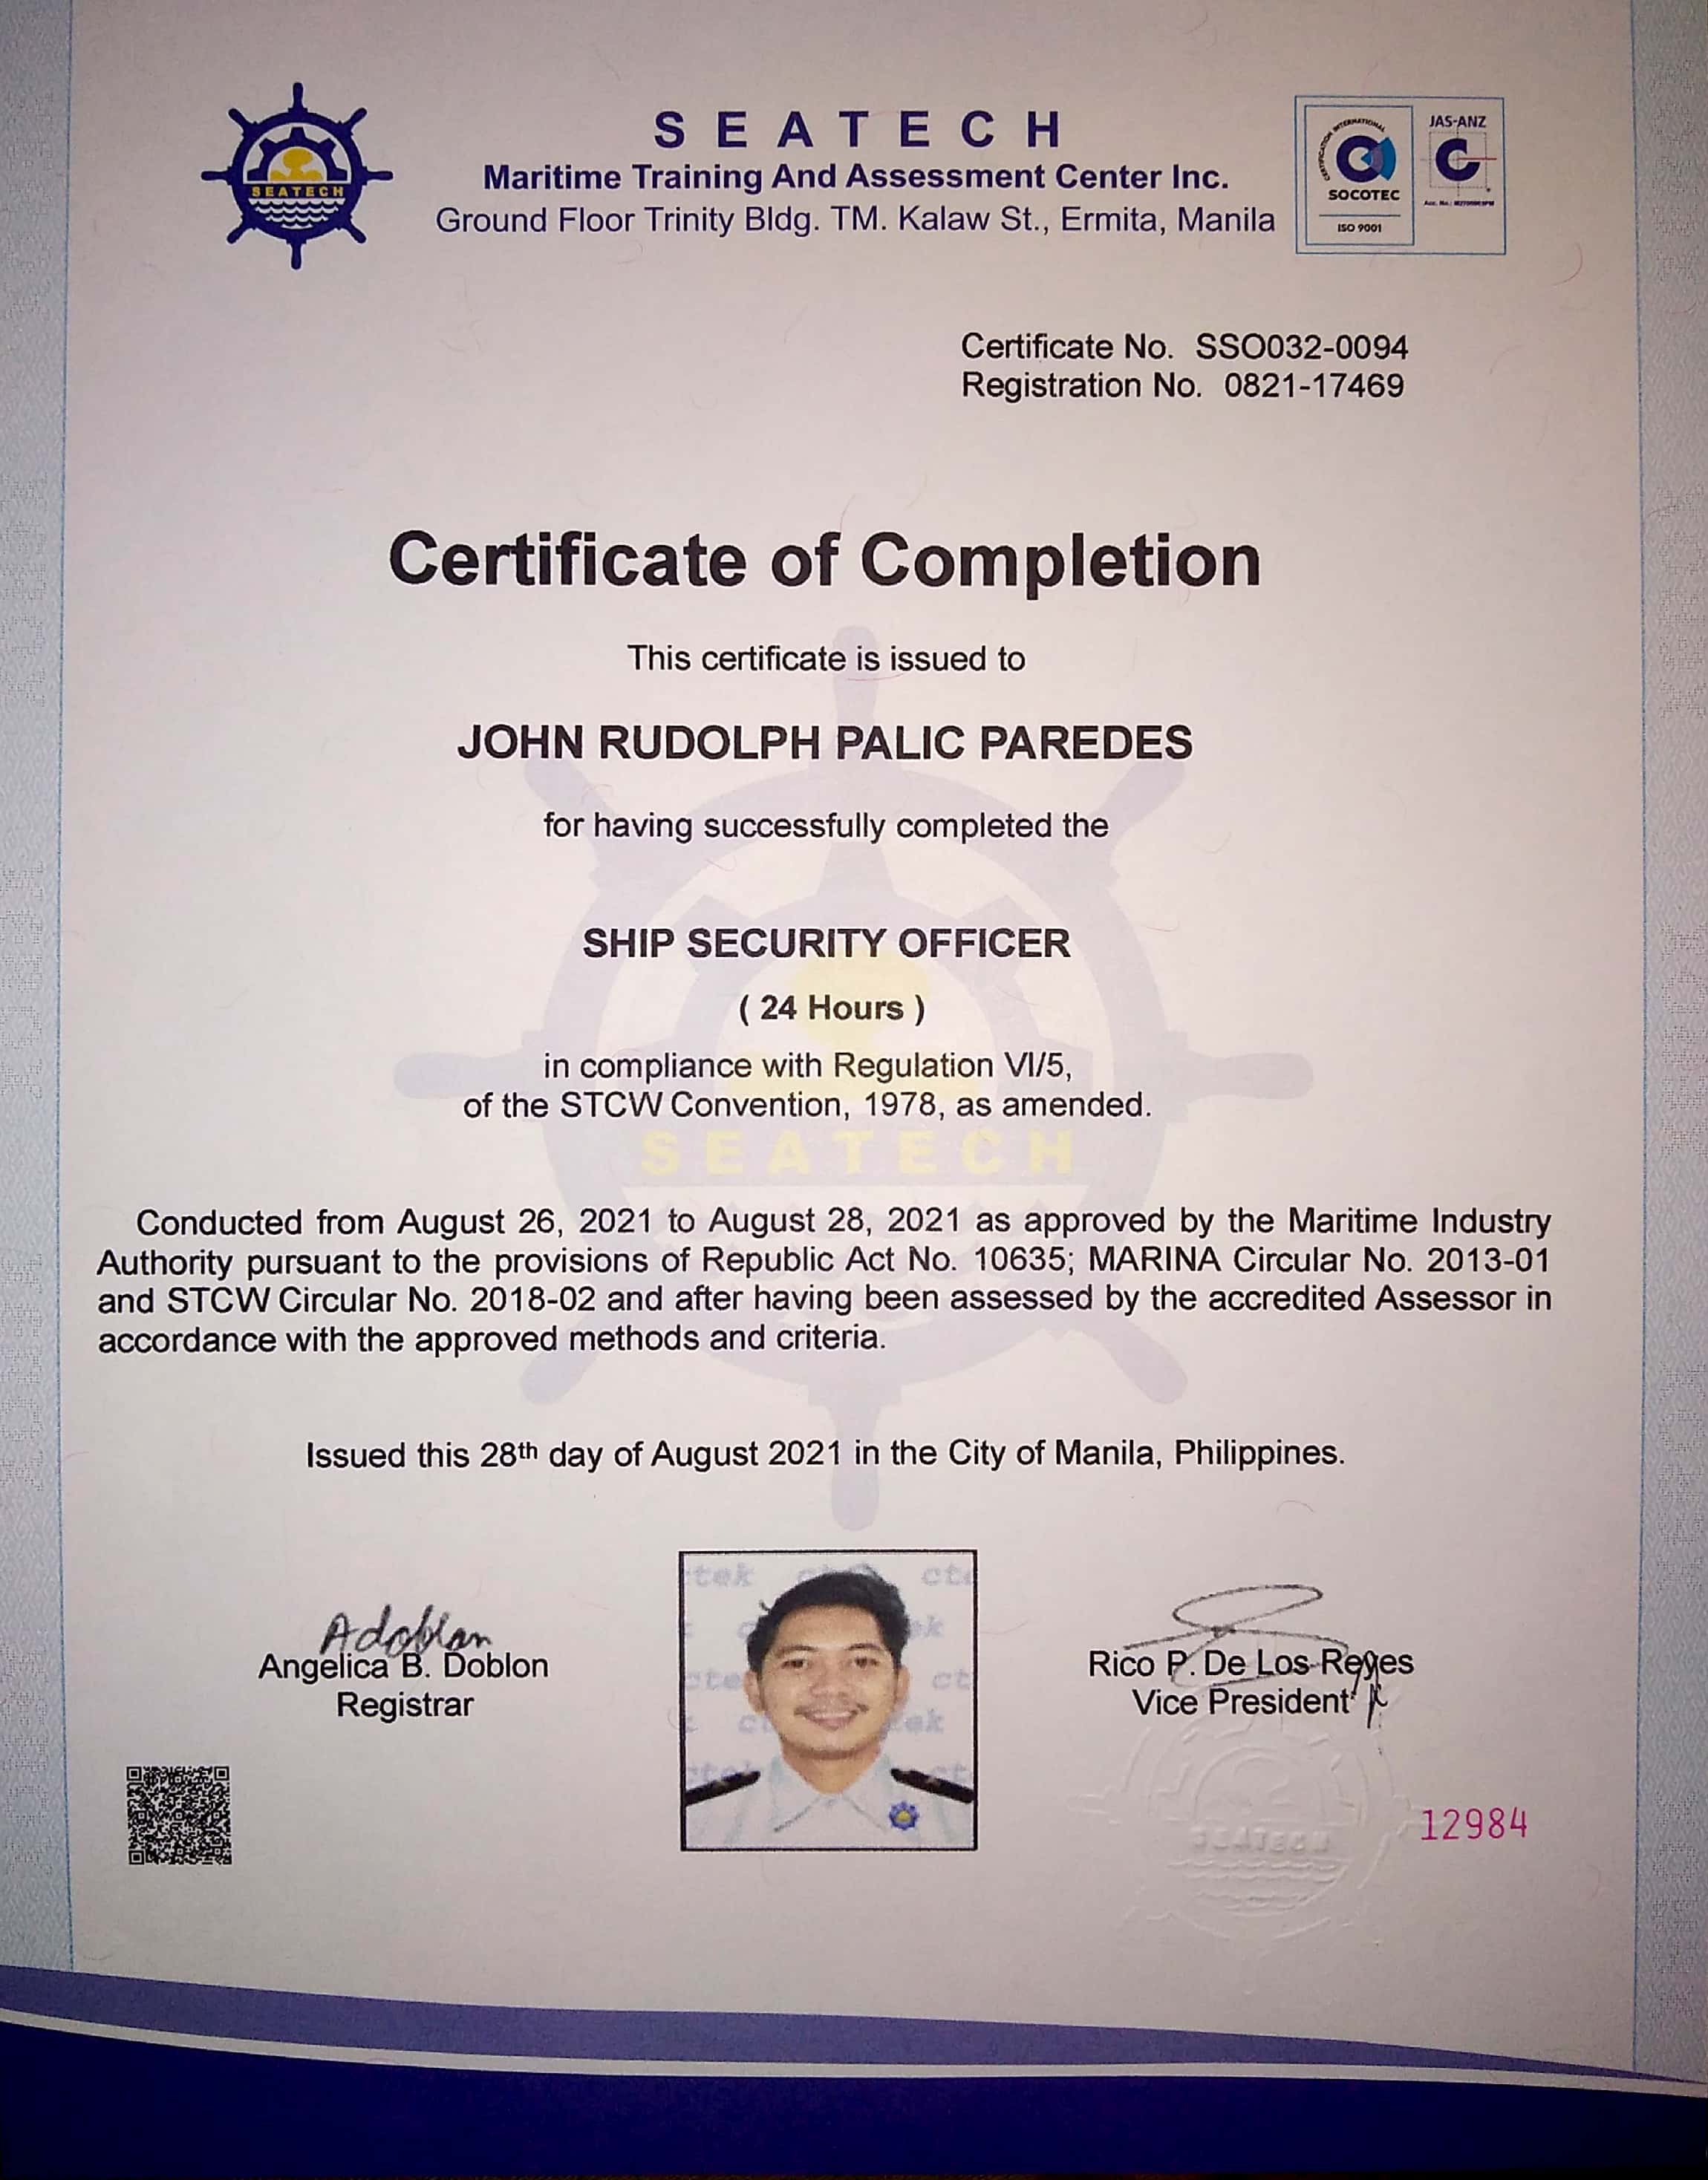 SEATECH
SEATECH
Maritime Training And Assessment Center Inc.
Ground Floor Trinity Bldg. TM. Kalaw St., Ermita, Manila
CERTIFICATION INTERNATIONAL
SOCOTEC
ISO 9001
JAS-ANZ
Certificate No. SSO032-0094
Registration No. 0821-17469
Certificate of Completion
This certificate is issued to
JOHN RUDOLPH PALIC PAREDES
for having successfully completed the
SHIP SECURITY OFFICER
( 24 Hours )
in compliance with Regulation VI/5,
of the STCW Convention, 1978, as amended.
SEATECH
Conducted from August 26, 2021 to August 28, 2021 as approved by the Maritime Industry
Authority pursuant to the provisions of Republic Act No. 10635; MARINA Circular No. 2013-01
and STCW Circular No. 2018-02 and after having been assessed by the accredited Assessor in
accordance with the approved methods and criteria.
Issued this 28th day of August 2021 in the City of Manila, Philippines.
Adoblan
Angelica B. Doblon
Registrar
Rico P. De Los Reyes
Vice President
SEATECH
12984